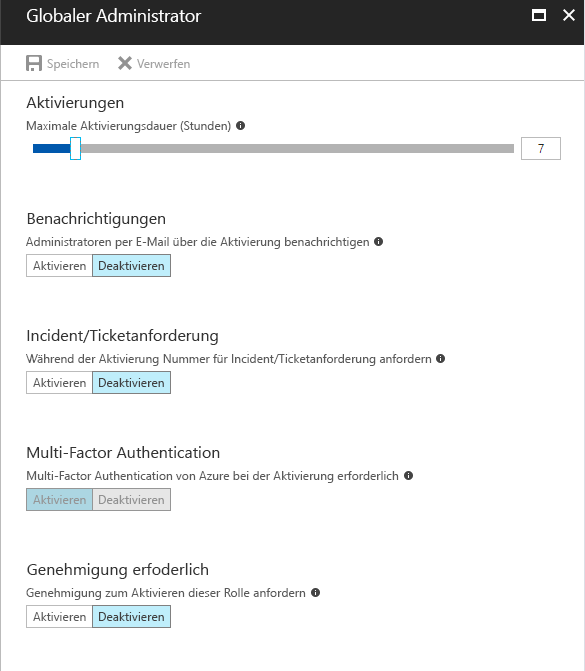 Globaler Administrator
Speichern Verwerfen
Aktivierungen
Maximale Aktivierungsdauer (Stunden)
7
Benachrichtigungen
Administratoren per E-Mail über die Aktivierung benachrichtigen
Aktivieren Deaktivieren
Incident/Ticketanforderung
Während der Aktivierung Nummer für Incident/Ticketanforderung anfordern
Aktivieren Deaktivieren
Multi-Factor Authentication
Multi-Factor Authentication von Azure bei der Aktivierung erforderlich
Aktivieren Deaktivieren
Genehmigung erfoderlich
Genehmigung zum Aktivieren dieser Rolle anfordern
Aktivieren Deaktivieren